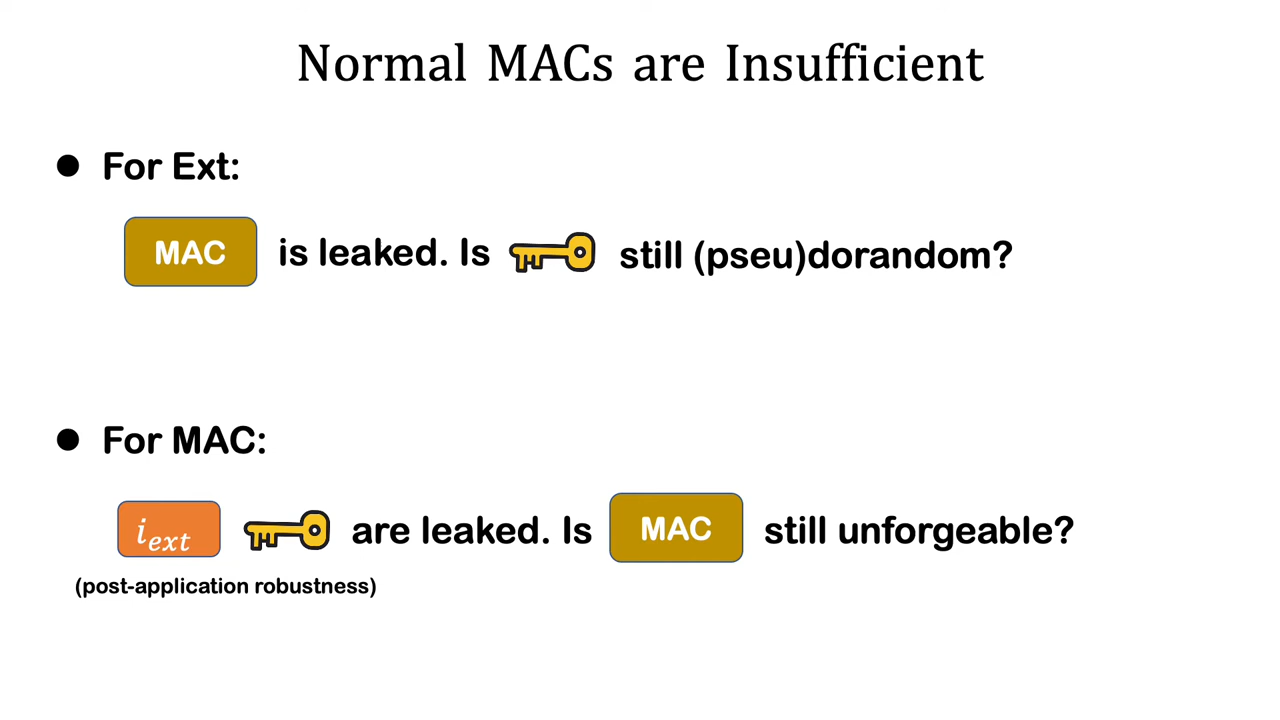 Normal MACs are Insufficient
● For Ext:
MAC is leaked. Is still (pseu)dorandom?
● For MAC:
i_ext are leaked. Is MAC still unforgeable?
(post-application robustness)